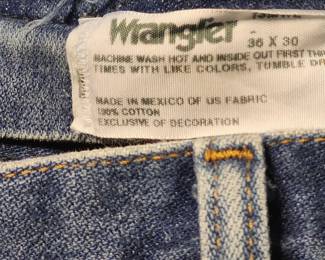 Wrangler
36 X 30
MACHINE WASH HOT AND INSIDE OUT FIRST
TIMES WITH LIKE COLORS, TUMBLE
MADE IN MEXICO OF US FABRIC
100% COTTON
EXCLUSIVE OF DECORATION